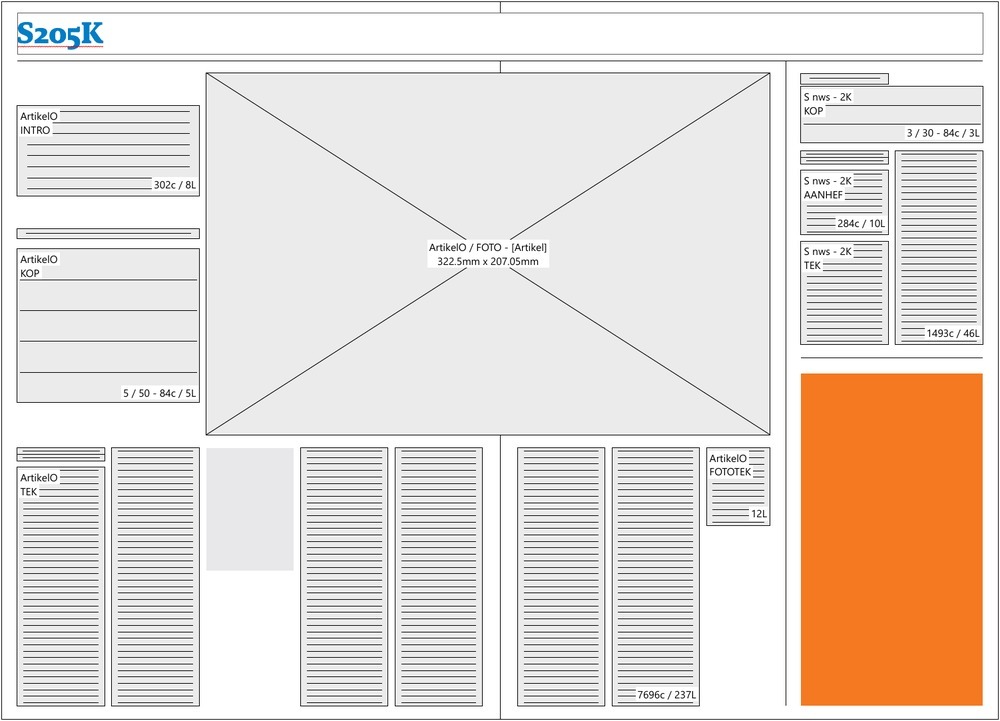 S205K
ArtikelO
INTRO
302c / 8L
ArtikelO
KOP
5 / 50 - 84c / 5L
ArtikelO / FOTO - [Artikel]
322.5mm x 207.05mm
S nws - 2K
KOP
3 / 30 - 84c / 3L
S nws - 2K
AANHEF
284c / 10L
S nws - 2K
TEK
1493c / 46L
ArtikelO
TEK
7696c / 237L
ArtikelO
FOTOTEK
12L